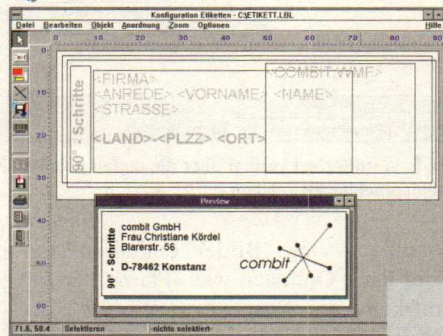 Konfiguration Etiketten - C:\ETIKETT.LBL
Datei Bearbeiten Objekt Anordnung Zoom Optionen Hilfe
0 10 20 30 40 50 60 70 80 90
0
10
20
30
40
50
60
90° - Schritte
<FIRMA>
<COMBIT.WMF>
<ANREDE> <VORNAME> <NAME>
<STRASSE>
<LAND>-<PLZZ> <ORT>
Preview
90° - Schritte
combit GmbH
Frau Christiane Kördel
Blarerstr. 56
D-78462 Konstanz
combit
71.6, 58.4 Selektieren -nichts selektiert-